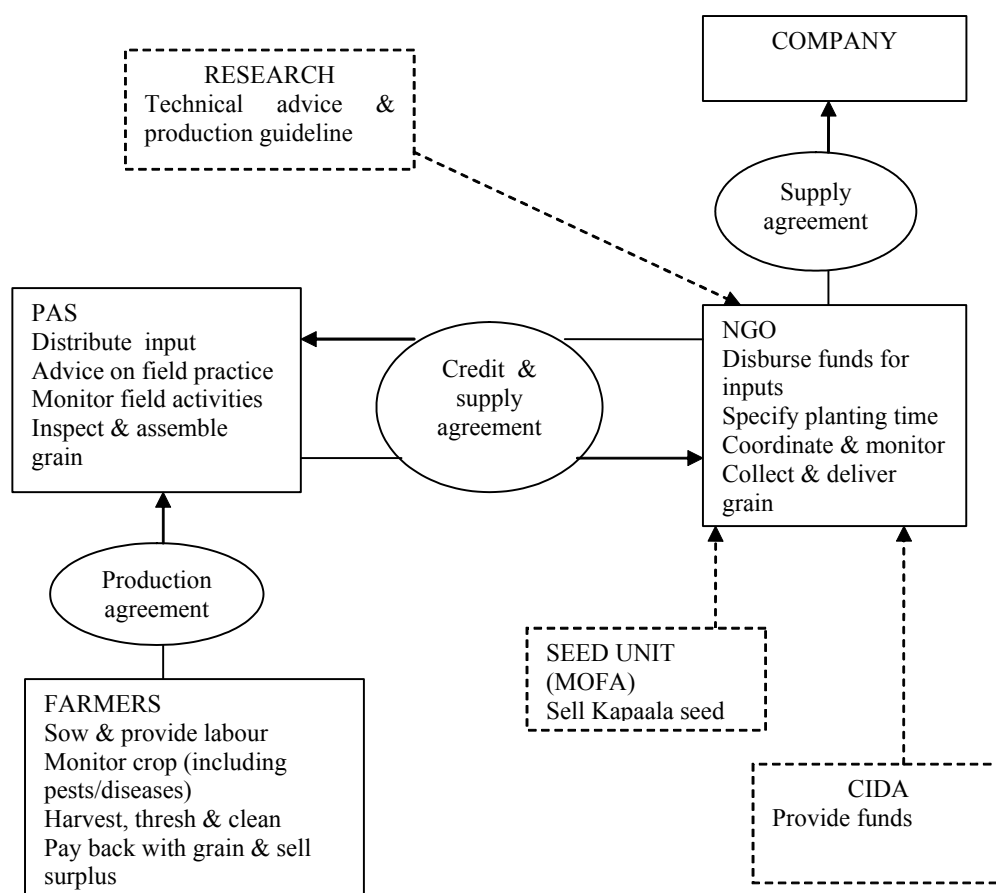 COMPANY
RESEARCH
Technical advice &
production guideline
Supply
agreement
PAS
Distribute input
Advice on field practice
Monitor field activities
Inspect & assemble
grain
Credit &
supply
agreement
NGO
Disburse funds for
inputs
Specify planting time
Coordinate & monitor
Collect & deliver
grain
Production
agreement
SEED UNIT
(MOFA)
Sell Kapaala seed
FARMERS
Sow & provide labour
Monitor crop (including
pests/diseases)
Harvest, thresh & clean
Pay back with grain & sell
surplus
CIDA
Provide funds